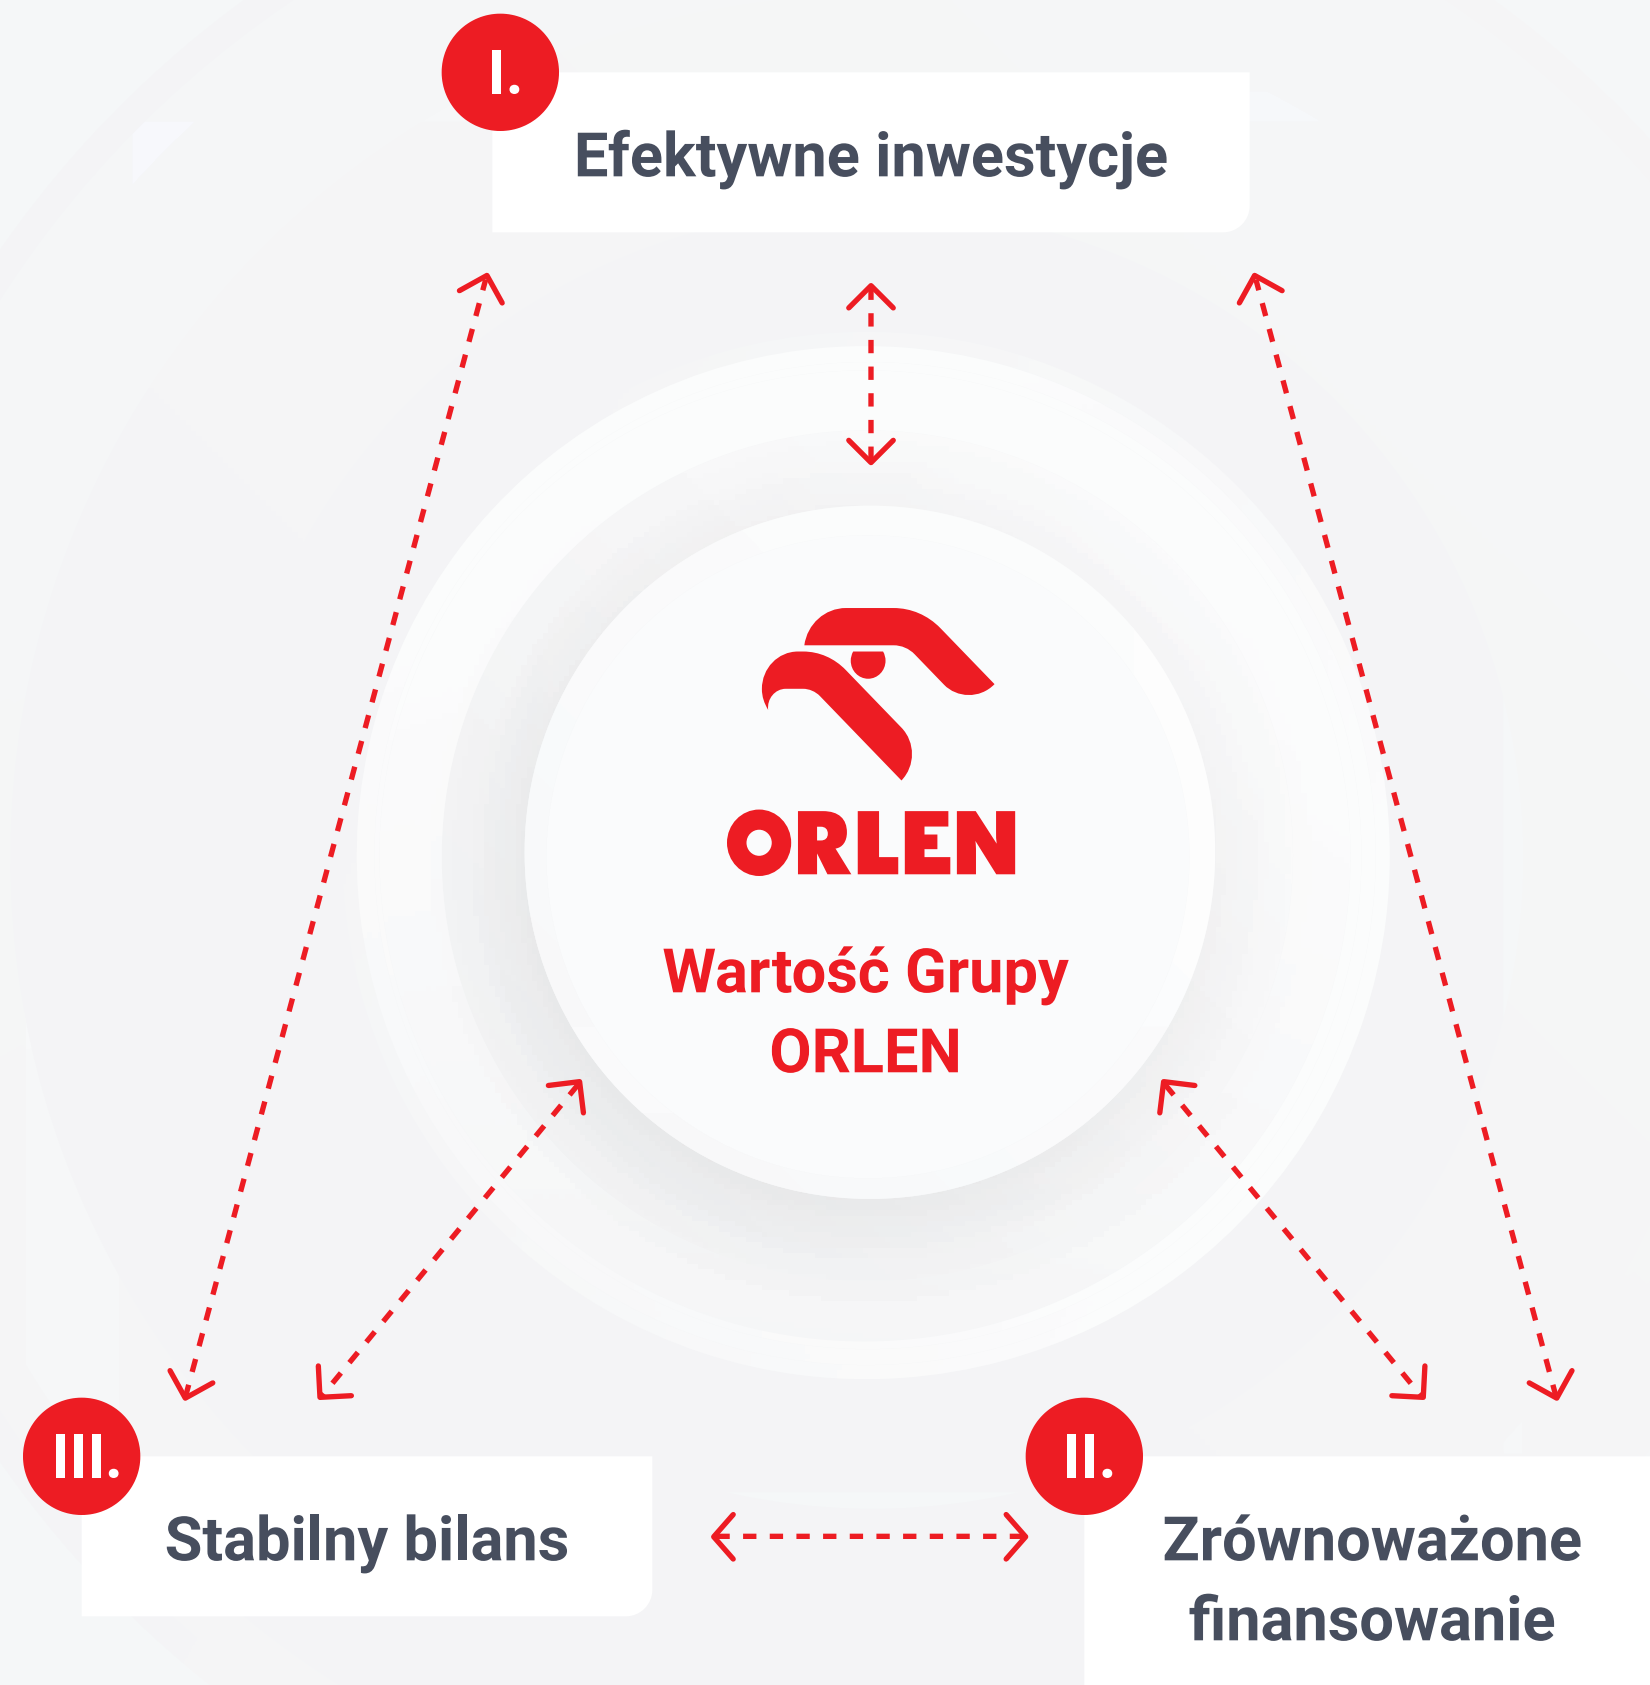 I.
Efektywne inwestycje
ORLEN
Wartość Grupy
ORLEN
III.
Stabilny bilans
II.
Zrównoważone
finansowanie